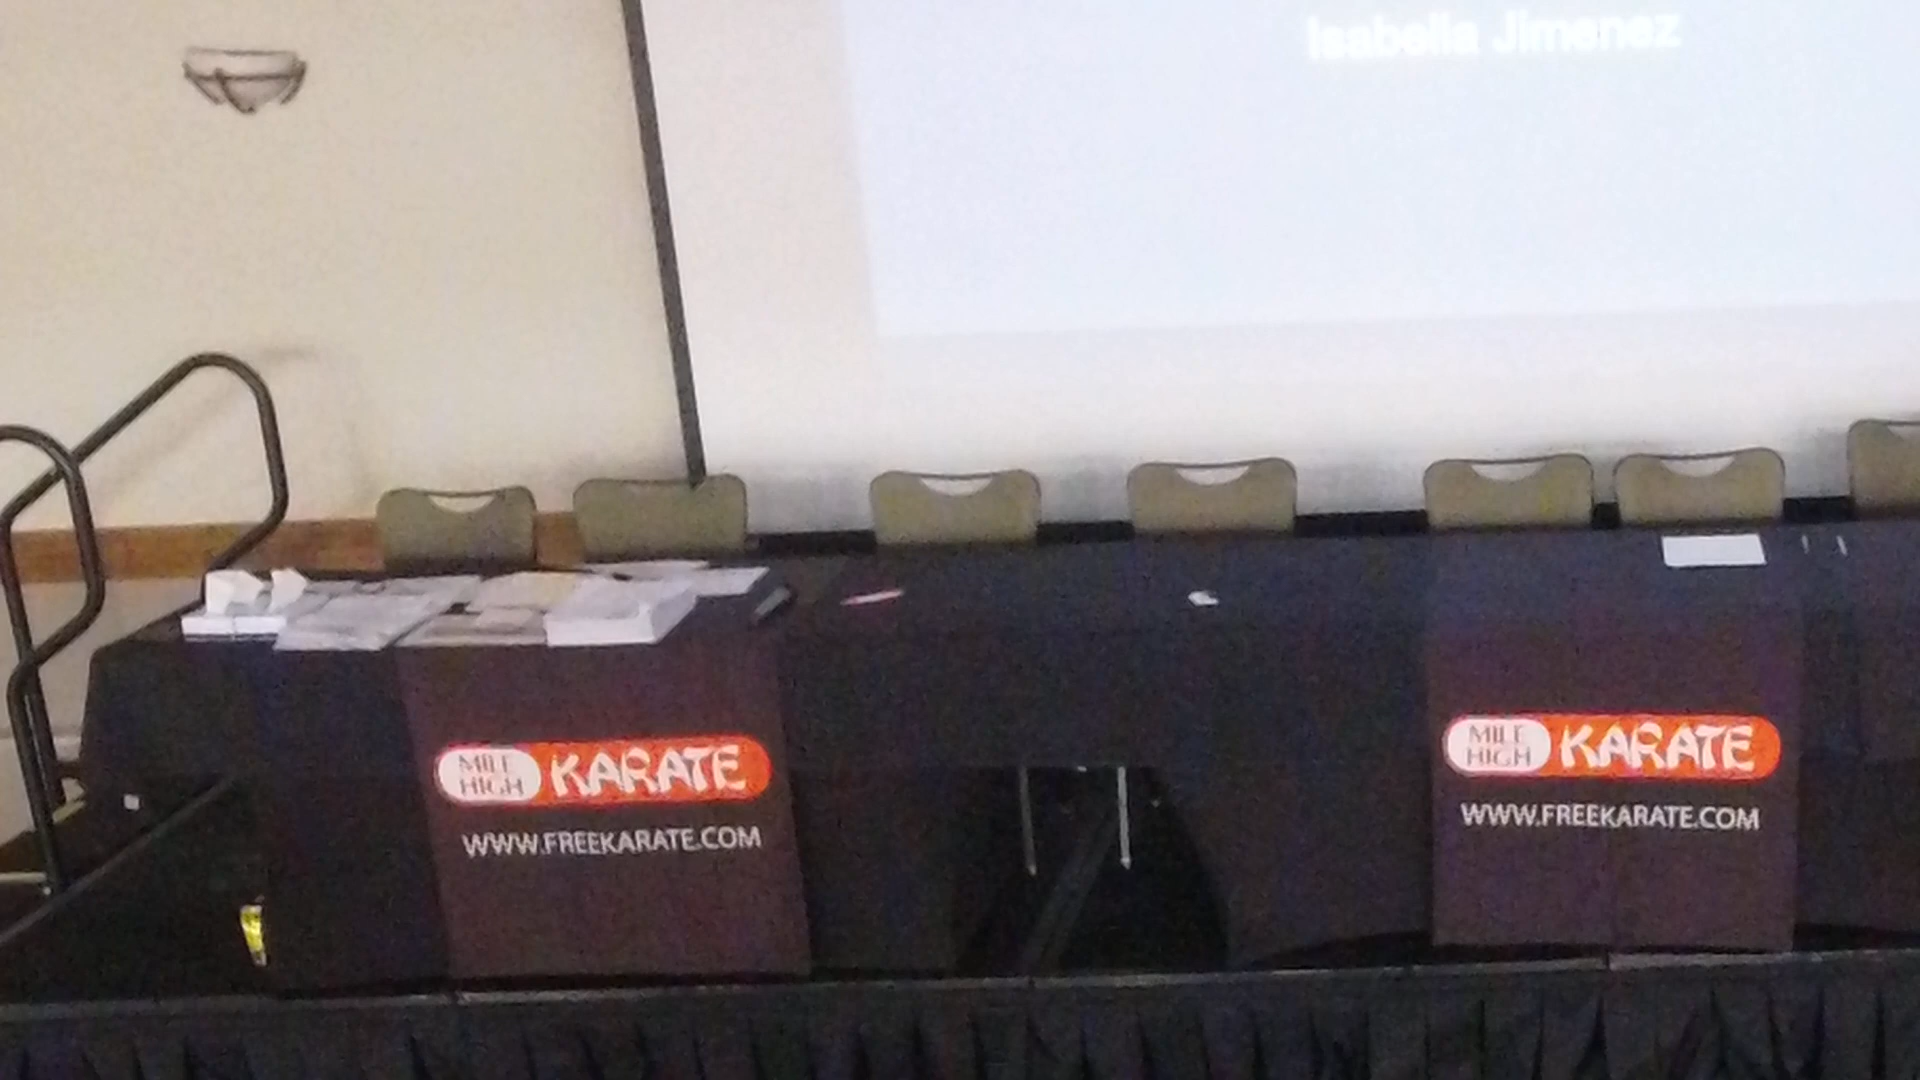 Isabella Jimenez
MILE
HIGH
KARATE
WWW.FREEKARATE.COM
MILE
HIGH
KARATE
WWW.FREEKARATE.COM